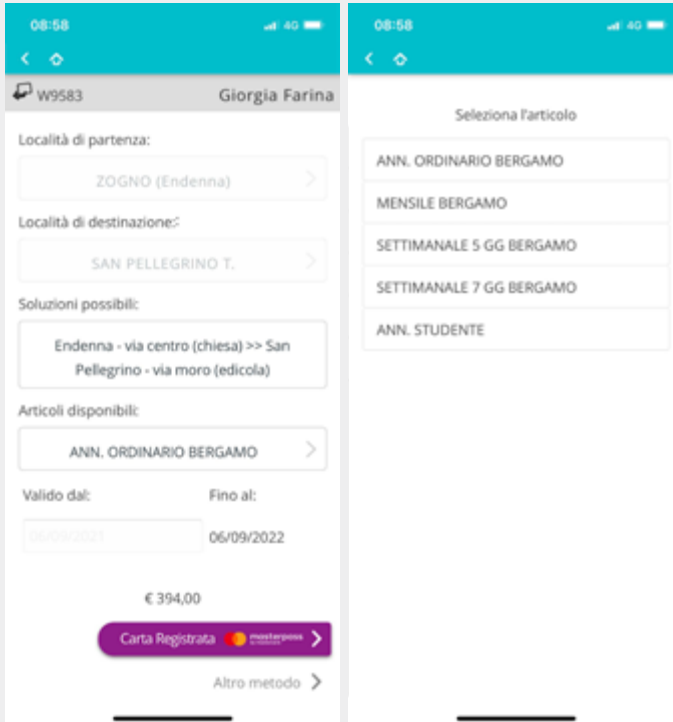 08:58
4G
W9583
Giorgia Farina
Località di partenza:
ZOGNO (Endenna)
Località di destinazione:
SAN PELLEGRINO T.
Soluzioni possibili:
Endenna - via centro (chiesa) >> San
Pellegrino - via moro (edicola)
Articoli disponibili:
ANN. ORDINARIO BERGAMO
Valido dal:
Fino al:
06/09/2021
06/09/2022
€ 394,00
Carta Registrata
masterpass
Altro metodo
08:58
4G
Seleziona l'articolo
ANN. ORDINARIO BERGAMO
MENSILE BERGAMO
SETTIMANALE 5 GG BERGAMO
SETTIMANALE 7 GG BERGAMO
ANN. STUDENTE